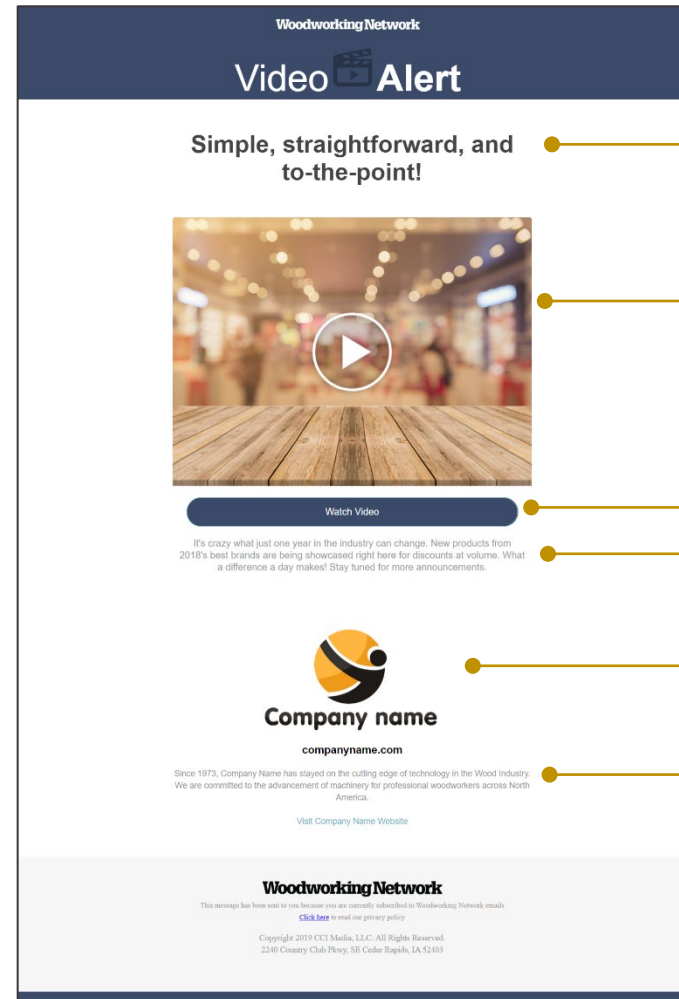 Woodworking Network
Video Alert
Simple, straightforward, and
to-the-point!
Watch Video
It's crazy what just one year in the industry can change. New products from
2018's best brands are being showcased right here for discounts at volume. What
a difference a day makes! Stay tuned for more announcements.
Company name
companyname.com
Since 1973, Company Name has stayed on the cutting edge of technology in the Wood Industry.
We are committed to the advancement of machinery for professional woodworkers across North
America.
Visit Company Name Website
Woodworking Network
This message has been sent to you because you are currently subscribed to Woodworking Network emails
Click here to read our privacy policy
Copyright 2019 CCI Media, LLC. All Rights Reserved.
2240 Country Club Pkwy, SE Cedar Rapids, IA 52403